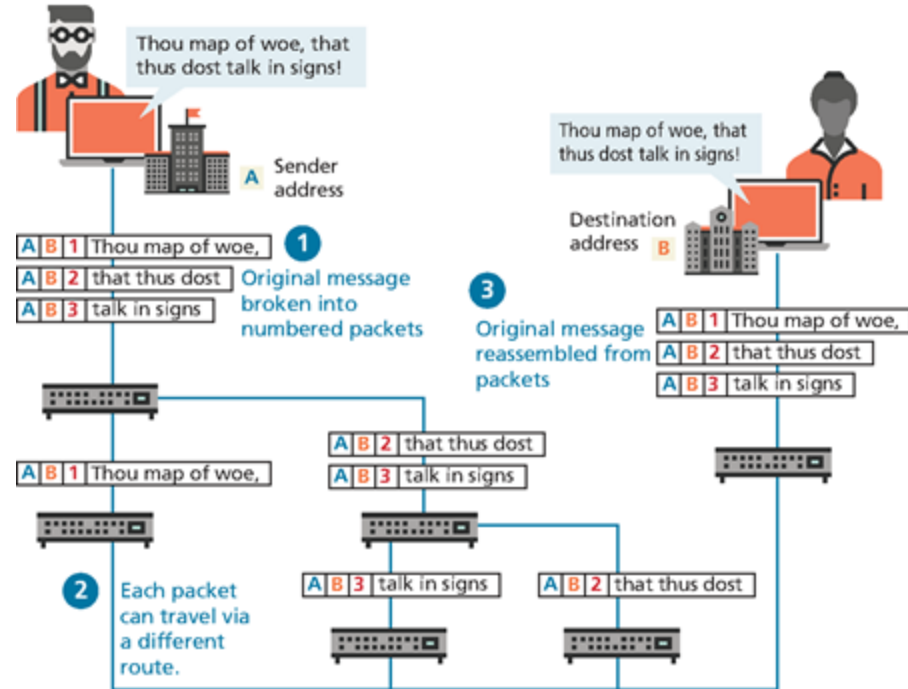 Thou map of woe, that
thus dost talk in signs!
A Sender
address
Thou map of woe, that
thus dost talk in signs!
Destination
address B
A B 1 Thou map of woe,
A B 2 that thus dost
A B 3 talk in signs
1
Original message
broken into
numbered packets
3
Original message
reassembled from
packets
A B 1 Thou map of woe,
A B 2 that thus dost
A B 3 talk in signs
A B 1 Thou map of woe,
A B 2 that thus dost
A B 3 talk in signs
2 Each packet
can travel via
a different
route.
A B 3 talk in signs
A B 2 that thus dost